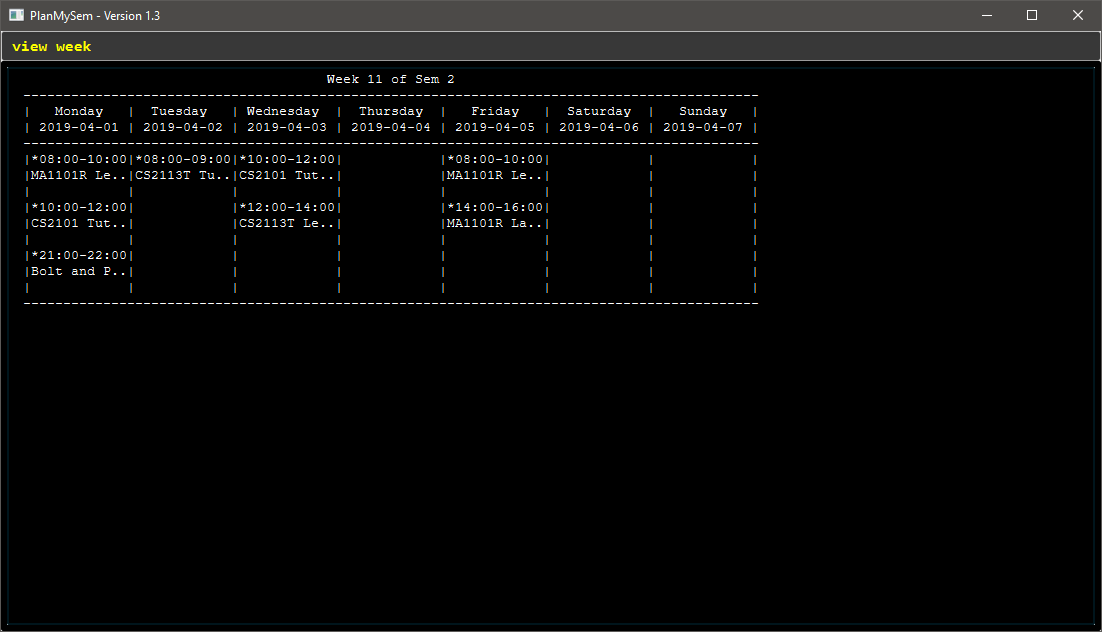 PlanMySem - Version 1.3
view week
Week 11 of Sem 2
--------------------------------------------------------------------------------------------
|   Monday   |  Tuesday   | Wednesday  |  Thursday  |   Friday   |  Saturday  |   Sunday   |
| 2019-04-01 | 2019-04-02 | 2019-04-03 | 2019-04-04 | 2019-04-05 | 2019-04-06 | 2019-04-07 |
--------------------------------------------------------------------------------------------
|*08:00-10:00|*08:00-09:00|*10:00-12:00|            |*08:00-10:00|            |            |
|MA1101R Le..|CS2113T Tu..|CS2101 Tut..|            |MA1101R Le..|            |            |
|            |            |            |            |            |            |            |
|*10:00-12:00|            |*12:00-14:00|            |*14:00-16:00|            |            |
|CS2101 Tut..|            |CS2113T Le..|            |MA1101R La..|            |            |
|            |            |            |            |            |            |            |
|*21:00-22:00|            |            |            |            |            |            |
|Bolt and P..|            |            |            |            |            |            |
|            |            |            |            |            |            |            |
--------------------------------------------------------------------------------------------